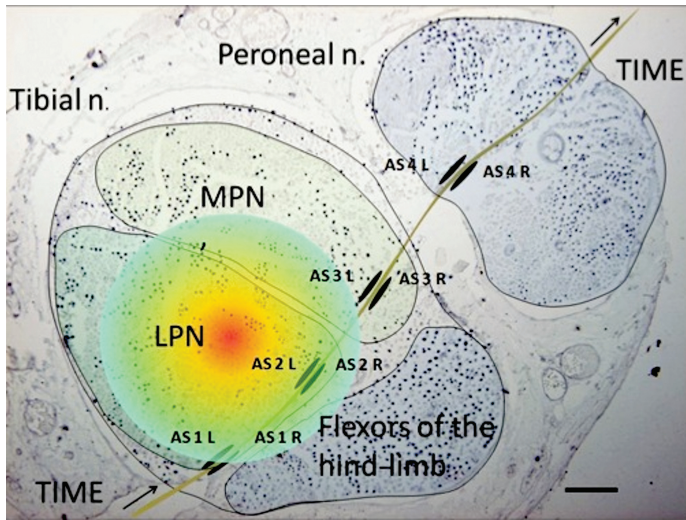 Peroneal n.
TIME
Tibial n.
AS4 L
AS4 R
MPN
AS3 L
AS3 R
LPN
AS2 L
AS2 R
AS1 L
AS1 R
Flexors of the
hind-limb
TIME